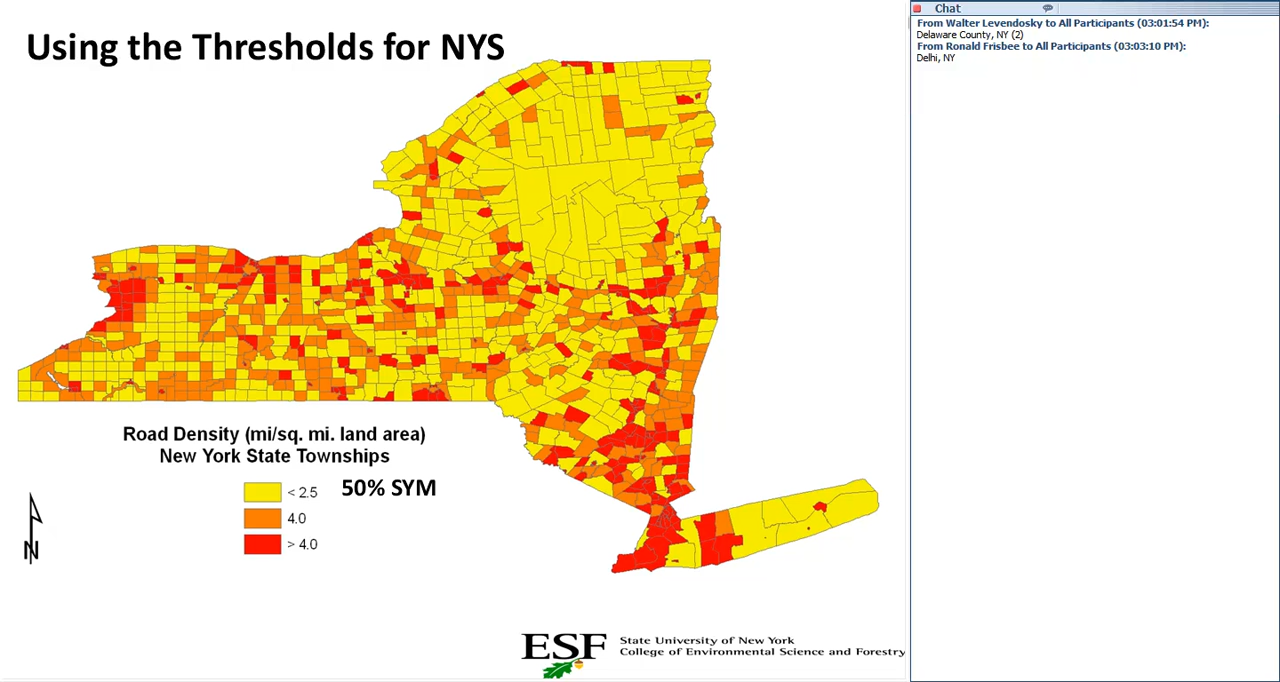 Using the Thresholds for NYS
Road Density (mi/sq. mi. land area)
New York State Townships
< 2.5
50% SYM
4.0
> 4.0
N
ESF
State University of New York
College of Environmental Science and Forestry
Chat
From Walter Levendosky to All Participants (03:01:54 PM):
Delaware County, NY (2)
From Ronald Frisbee to All Participants (03:03:10 PM):
Delhi, NY